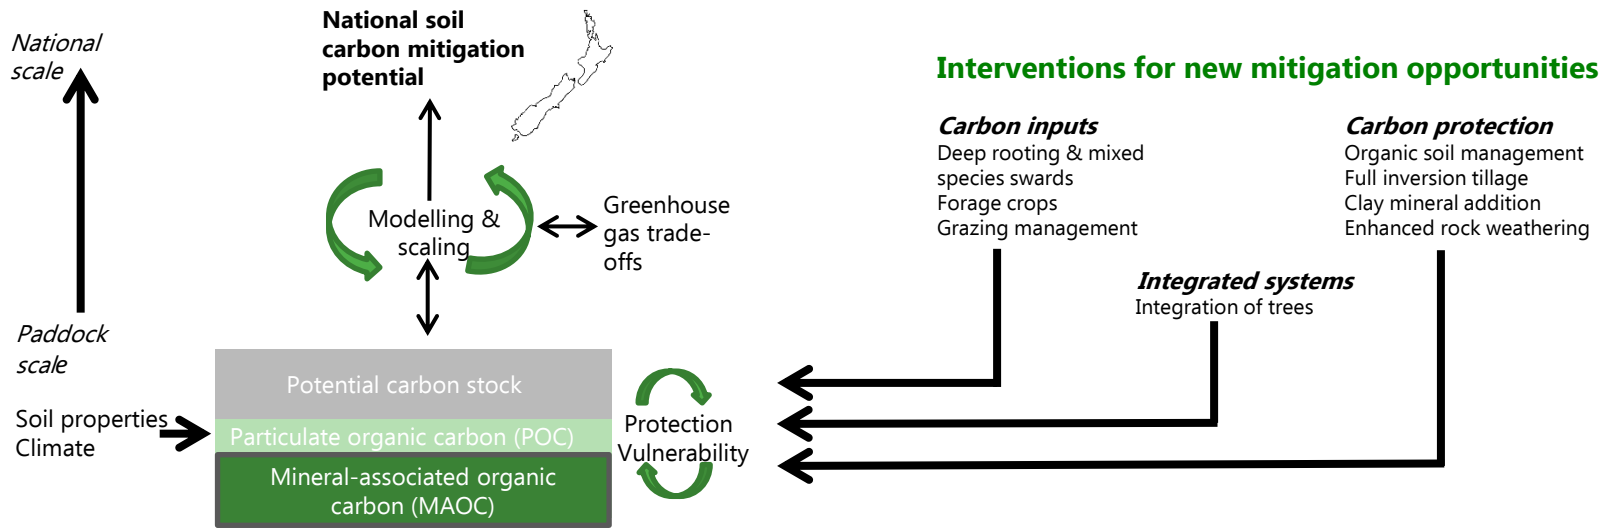 National
scale
National soil
carbon mitigation
potential
Modelling &
scaling
Greenhouse
gas trade-
offs
Paddock
scale
Soil properties
Climate
Potential carbon stock
Particulate organic carbon (POC)
Mineral-associated organic
carbon (MAOC)
Protection
Vulnerability
Interventions for new mitigation opportunities
Carbon inputs
Deep rooting & mixed
species swards
Forage crops
Grazing management
Integrated systems
Integration of trees
Carbon protection
Organic soil management
Full inversion tillage
Clay mineral addition
Enhanced rock weathering